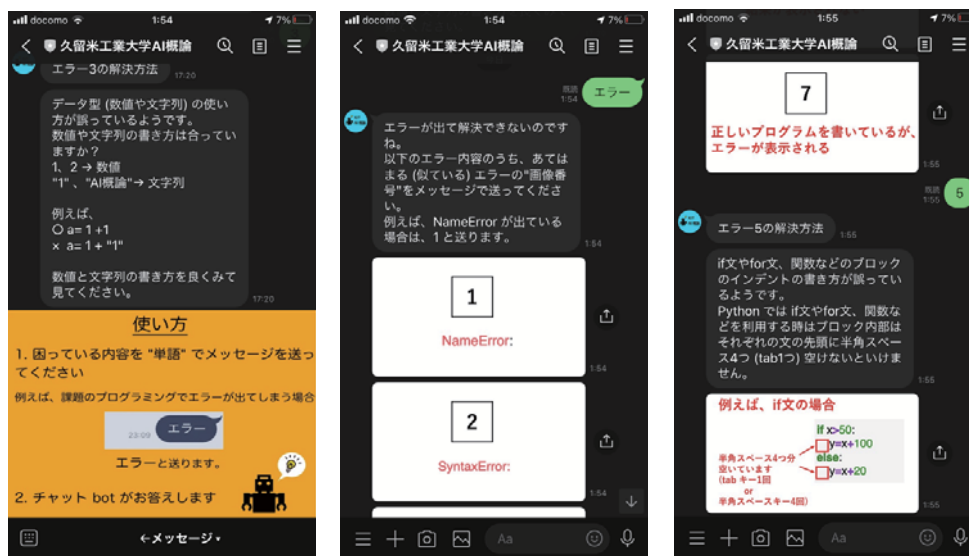 docomo 1:54 7%
久留米工業大学AI概論
エラー3の解決方法
17:20
データ型 (数値や文字列) の使い
方が誤っているようです。
数値や文字列の書き方は合ってい
ますか？
1、2 → 数値
"1" 、"AI概論"→ 文字列
例えば、
○ a= 1 +1
× a= 1 + "1"
数値と文字列の書き方を良くみて
見てください。
17:20
使い方
1. 困っている内容を "単語" でメッセージを送っ
てください
例えば、課題のプログラミングでエラーが出てしまう場合
23:09 エラー
エラーと送ります。
2. チャット bot がお答えします
←メッセージ▾
docomo 1:54 7%
久留米工業大学AI概論
既読
1:54
エラー
エラーが出て解決できないのです
ね。
以下のエラー内容のうち、あては
まる (似ている) エラーの"画像番
号"をメッセージで送ってくださ
い。
例えば、NameError が出ている
場合は、1 と送ります。
1:54
1
NameError:
1:54
2
SyntaxError:
1:54
Aa
docomo 1:55 7%
久留米工業大学AI概論
7
正しいプログラムを書いているが、
エラーが表示される
1:55
既読
1:55
5
エラー5の解決方法
1:55
if文やfor文、関数などのブロック
のインデントの書き方が誤ってい
るようです。
Python では if文やfor文、関数な
どを利用する時はブロック内部は
それぞれの文の先頭に半角スペー
ス4つ (tab1つ) 空けないといけま
せん。
1:55
例えば、if文の場合
if x>50:
y=x+100
else:
y=x+20
半角スペース4つ分
空いています
(tab キー1回
or
半角スペースキー4回)
1:55
Aa